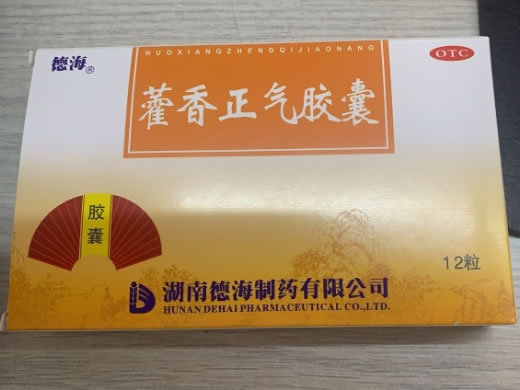 德海®
HUOXIANGZHENGQIJIAONANG
OTC
藿香正气胶囊
胶囊
12粒
湖南德海制药有限公司
HUNAN DEHAI PHARMACEUTICAL CO.,LTD.